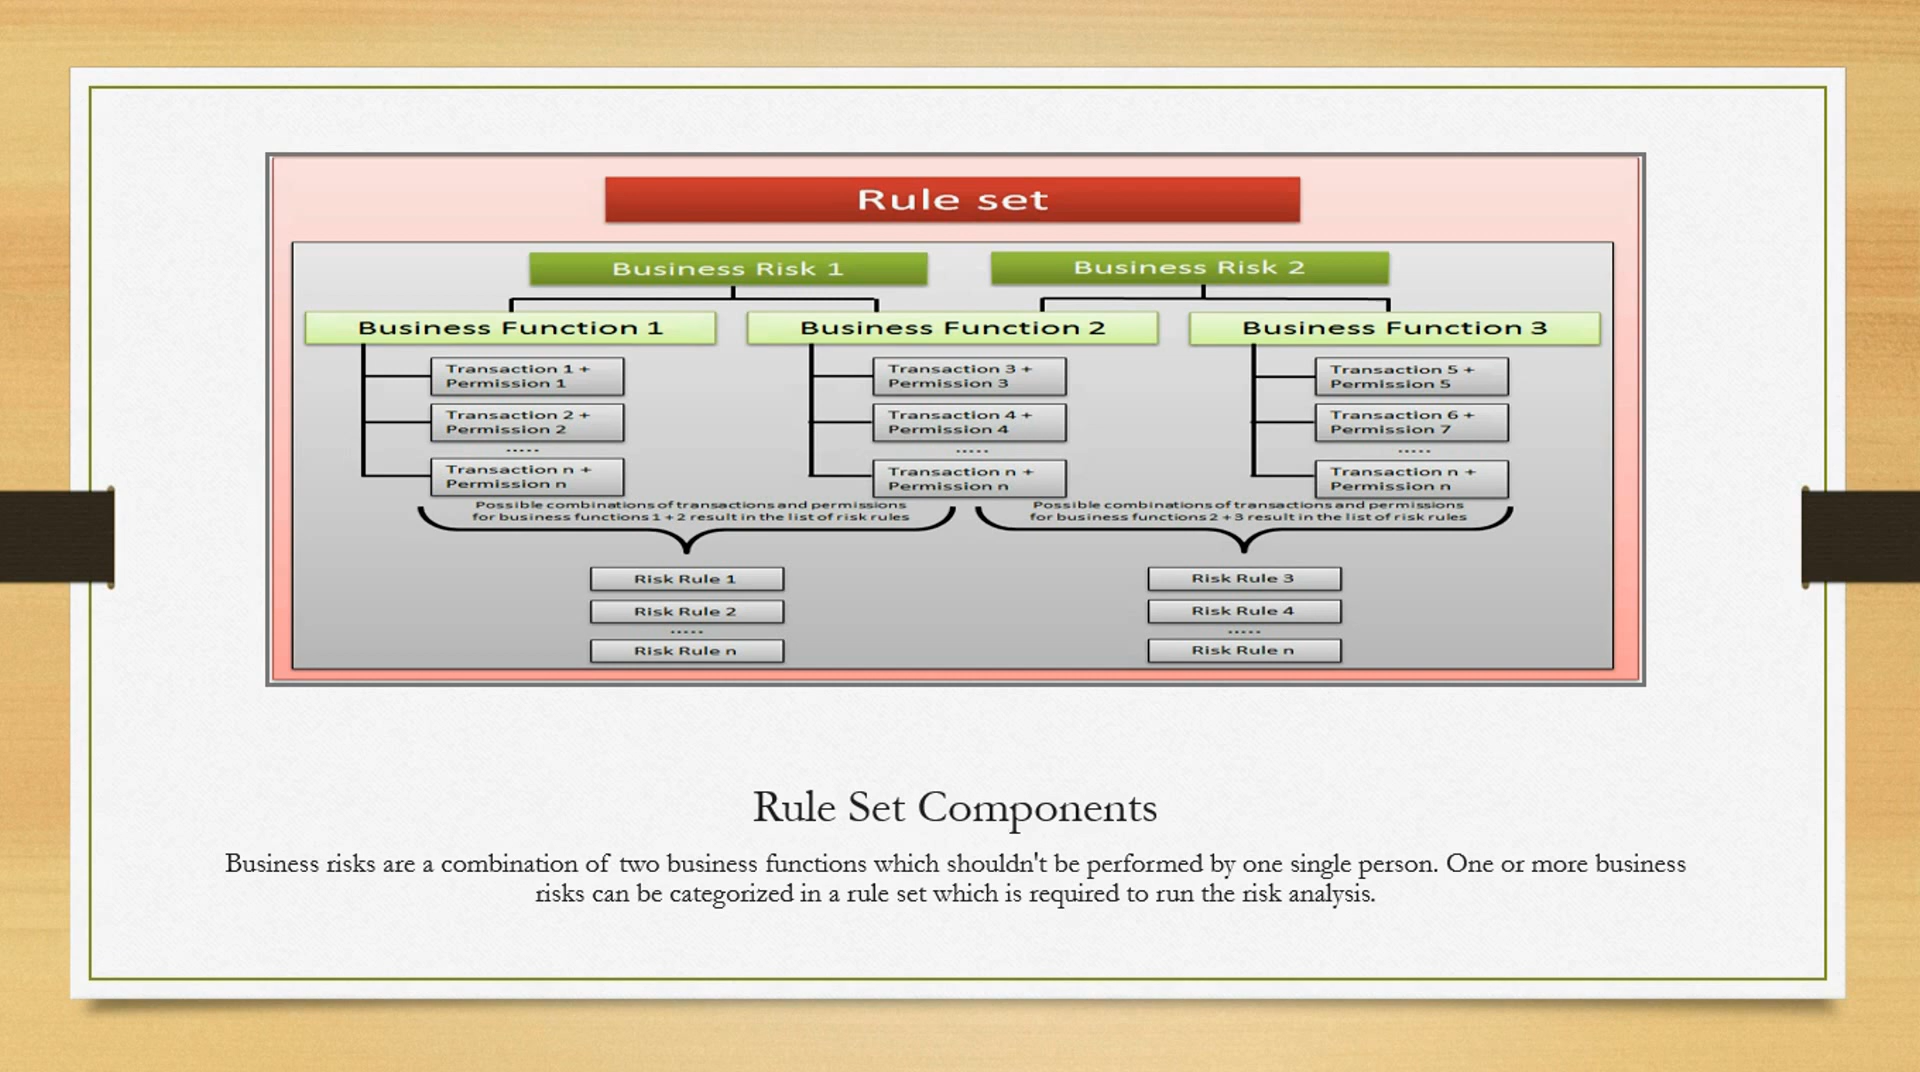 Rule set
Business Risk 1
Business Risk 2
Business Function 1
Business Function 2
Business Function 3
Transaction 1 +
Permission 1
Transaction 2 +
Permission 2
.....
Transaction n +
Permission n
Transaction 3 +
Permission 3
Transaction 4 +
Permission 4
.....
Transaction n +
Permission n
Transaction 5 +
Permission 5
Transaction 6 +
Permission 7
.....
Transaction n +
Permission n
Possible combinations of transactions and permissions
for business functions 1 + 2 result in the list of risk rules
Possible combinations of transactions and permissions
for business functions 2 + 3 result in the list of risk rules
Risk Rule 1
Risk Rule 2
.....
Risk Rule n
Risk Rule 3
Risk Rule 4
.....
Risk Rule n
Rule Set Components
Business risks are a combination of two business functions which shouldn't be performed by one single person. One or more business
risks can be categorized in a rule set which is required to run the risk analysis.